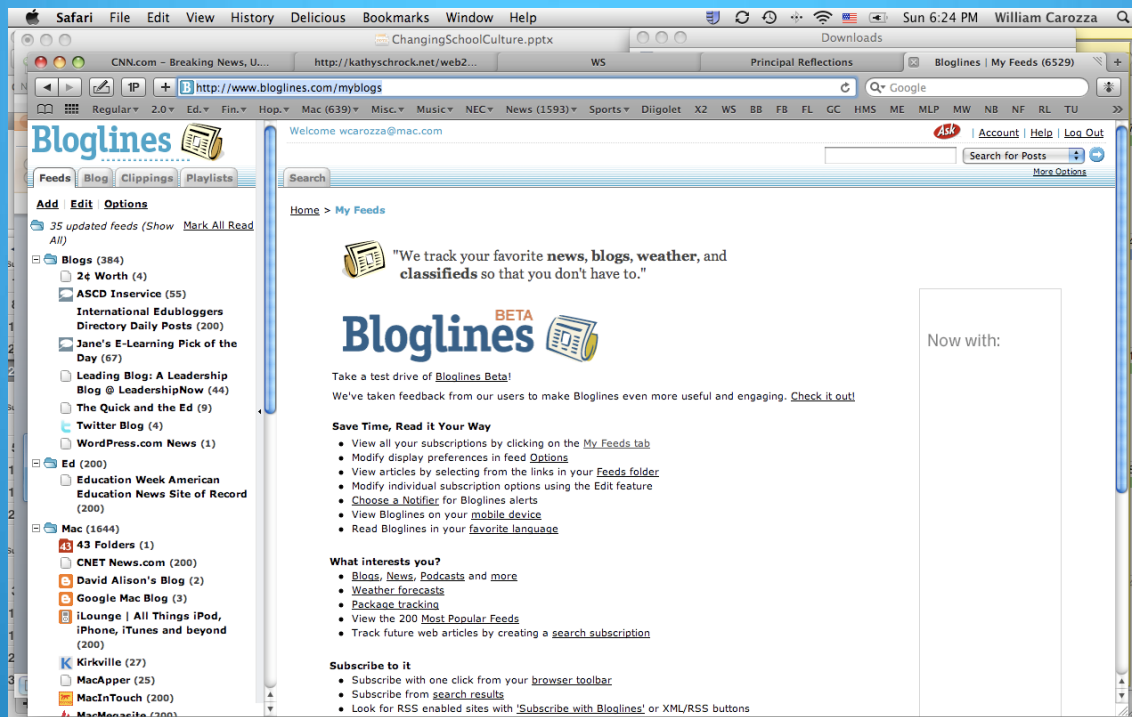 Safari File Edit View History Delicious Bookmarks Window Help Sun 6:24 PM William Carozza
ChangingSchoolCulture.pptx Downloads
CNN.com – Breaking News, U.... http://kathyschrock.net/web2... WS Principal Reflections Bloglines | My Feeds (6529)
1P http://www.bloglines.com/myblogs Google
Regular 2.0 Ed. Fin. Hop. Mac (639) Misc. Music NEC News (1593) Sports Diigolet X2 WS BB FB FL GC HMS ME MLP MW NB NF RL TU
Bloglines
Welcome wcarozza@mac.com
Ask | Account | Help | Log Out
Search for Posts
More Options
Feeds Blog Clippings Playlists
Search
Add | Edit | Options
35 updated feeds (Show All) Mark All Read
Blogs (384)
2¢ Worth (4)
ASCD Inservice (55)
International Edubloggers
Directory Daily Posts (200)
Jane's E-Learning Pick of the
Day (67)
Leading Blog: A Leadership
Blog @ LeadershipNow (44)
The Quick and the Ed (9)
Twitter Blog (4)
WordPress.com News (1)
Ed (200)
Education Week American
Education News Site of Record
(200)
Mac (1644)
43 Folders (1)
CNET News.com (200)
David Alison's Blog (2)
Google Mac Blog (3)
iLounge | All Things iPod,
iPhone, iTunes and beyond
(200)
Kirkville (27)
MacApper (25)
MacInTouch (200)
MacMegasite (200)
Home > My Feeds
"We track your favorite news, blogs, weather, and
classifieds so that you don't have to."
Bloglines BETA
Take a test drive of Bloglines Beta!
We've taken feedback from our users to make Bloglines even more useful and engaging. Check it out!
Save Time, Read it Your Way
• View all your subscriptions by clicking on the My Feeds tab
• Modify display preferences in feed Options
• View articles by selecting from the links in your Feeds folder
• Modify individual subscription options using the Edit feature
• Choose a Notifier for Bloglines alerts
• View Bloglines on your mobile device
• Read Bloglines in your favorite language
What interests you?
• Blogs, News, Podcasts and more
• Weather forecasts
• Package tracking
• View the 200 Most Popular Feeds
• Track future web articles by creating a search subscription
Subscribe to it
• Subscribe with one click from your browser toolbar
• Subscribe from search results
• Look for RSS enabled sites with 'Subscribe with Bloglines' or XML/RSS buttons
Now with: